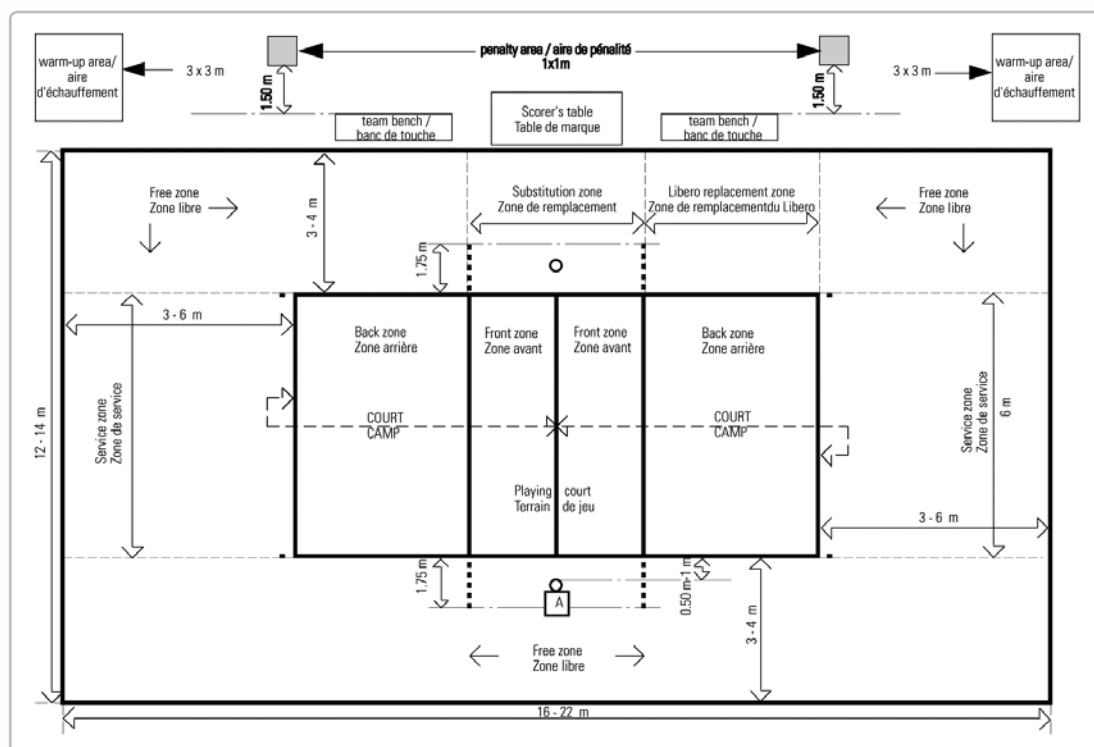 penalty area / aire de pénalité
1x1m
warm-up area/
aire
d'échauffement
3 x 3 m
1.50 m
1.50 m
3 x 3 m
warm-up area/
aire
d'échauffement
team bench /
banc de touche
Scorer's table
Table de marque
team bench /
banc de touche
Free zone
Zone libre
3 - 4 m
Substitution zone
Zone de remplacement
Libero replacement zone
Zone de remplacementdu Libero
Free zone
Zone libre
1.75 m
3 - 6 m
Back zone
Zone arrière
Front zone
Zone avant
Front zone
Zone avant
Back zone
Zone arrière
12 - 14 m
Service zone
Zone de service
COURT
CAMP
COURT
CAMP
Service zone
Zone de service
6 m
Playing court
Terrain de jeu
3 - 6 m
1.75 m
A
0.50 m-1 m
3 - 4 m
Free zone
Zone libre
16 - 22 m